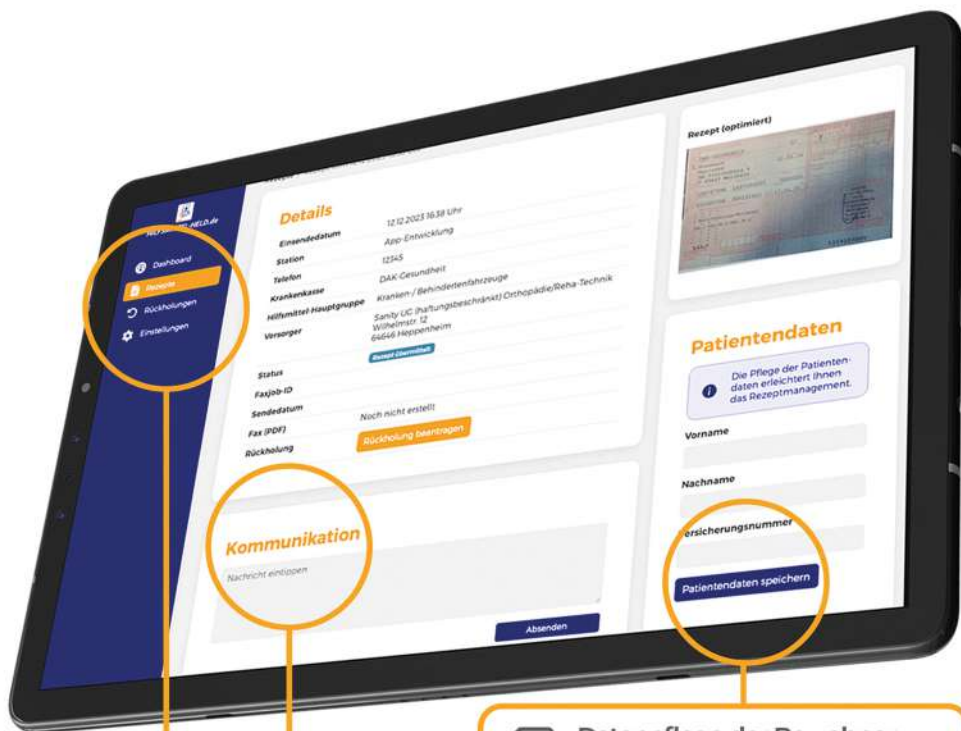 HILFSMITTEL-HELD.de
Dashboard
Rezepte
Rückholungen
Einstellungen
Details
Einsendedatum 12.12.2023 16:38 Uhr
Station App-Entwicklung
Telefon 12345
Krankenkasse DAK-Gesundheit
Hilfsmittel-Hauptgruppe Kranken-/ Behindertenfahrzeuge
Versorger Sanity UG (haftungsbeschränkt) Orthopädie/Reha-Technik
Wilhelmstr. 12
64646 Heppenheim
Status Rezept übermittelt
Faxjob-ID
Sendedatum
Fax (PDF) Noch nicht erstellt
Rückholung Rückholung beantragen
Kommunikation
Nachricht eintippen
Absenden
Rezept (optimiert)
Patientendaten
Die Pflege der Patienten-
daten erleichtert Ihnen
das Rezeptmanagement.
Vorname
Nachname
Versicherungsnummer
Patientendaten speichern